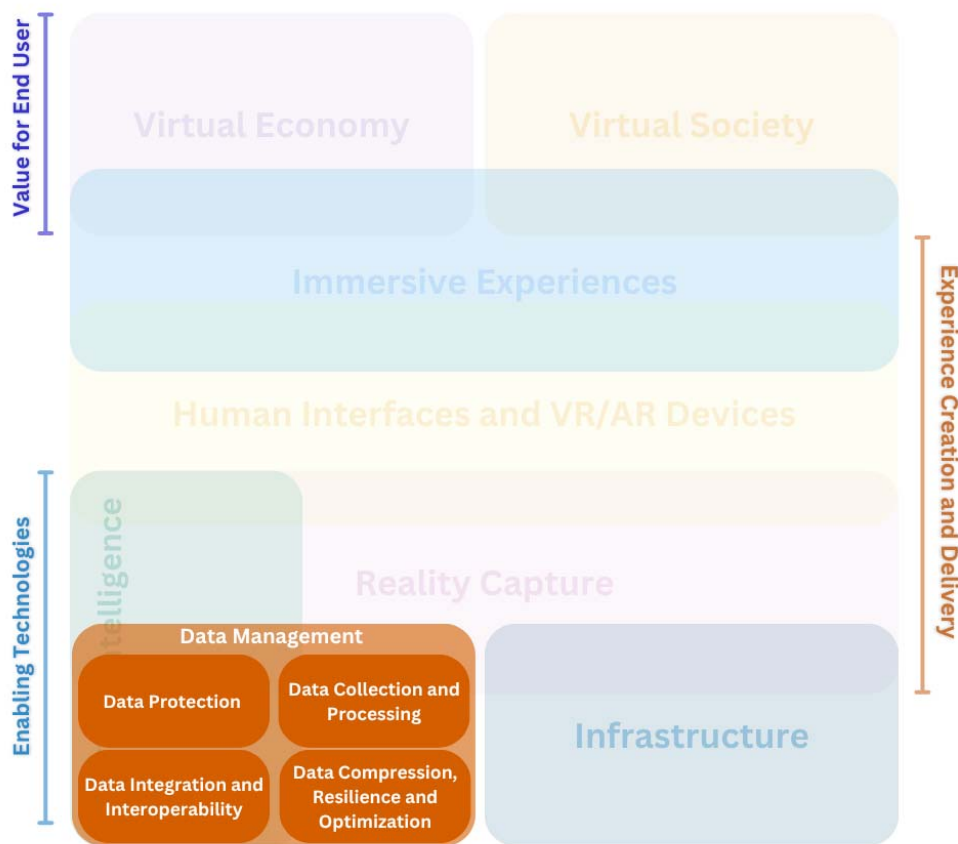 Value for End User
Virtual Economy
Virtual Society
Immersive Experiences
Human Interfaces and VR/AR Devices
Experience Creation and Delivery
Enabling Technologies
ntelligence
Reality Capture
Data Management
Data Protection
Data Collection and
Processing
Data Integration and
Interoperability
Data Compression,
Resilience and
Optimization
Infrastructure